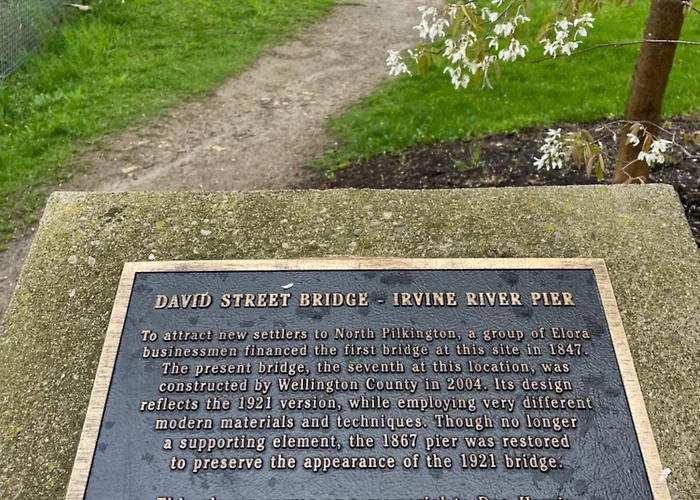 DAVID STREET BRIDGE - IRVINE RIVER PIER
To attract new settlers to North Pilkington, a group of Elora
businessmen financed the first bridge at this site in 1847.
The present bridge, the seventh at this location, was
constructed by Wellington County in 2004. Its design
reflects the 1921 version, while employing very different
modern materials and techniques. Though no longer
a supporting element, the 1867 pier was restored
to preserve the appearance of the 1921 bridge.